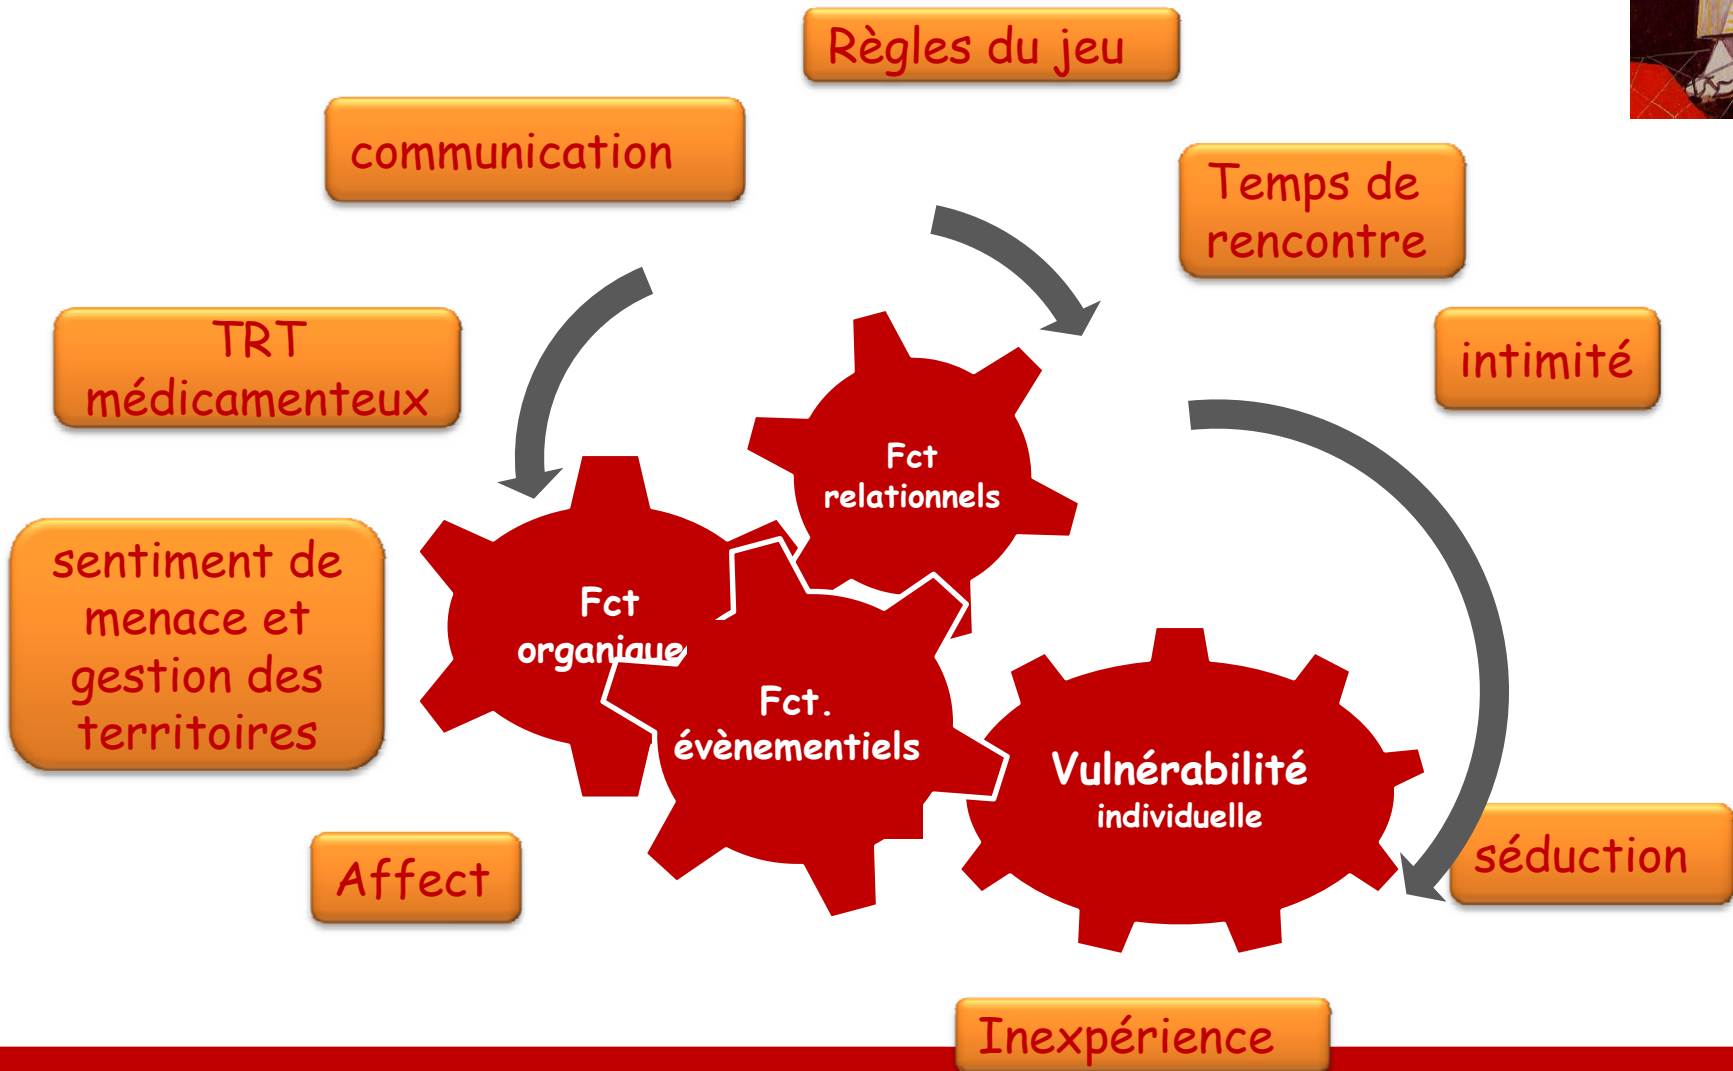 Règles du jeu
communication
Temps de
rencontre
TRT
médicamenteux
intimité
Fct
relationnels
sentiment de
menace et
gestion des
territoires
Fct
organique
Fct.
évènementiels
Vulnérabilité
individuelle
Affect
séduction
Inexpérience